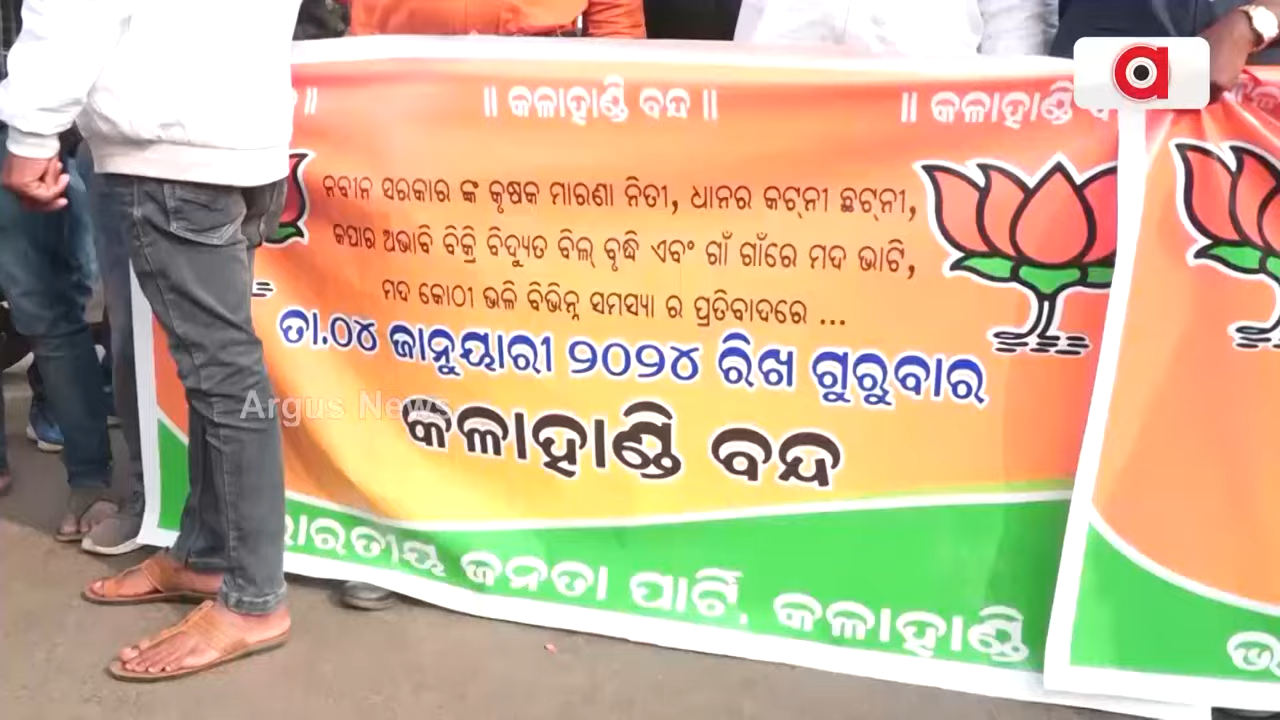 ॥ କଳାହାଣ୍ଡି ବନ୍ଦ ॥
॥ କଳାହାଣ୍ଡି
ନବୀନ ସରକାର ଙ୍କ କୃଷକ ମାରଣା ନିତୀ, ଧାନର କଟ୍‌ନୀ ଛଟ୍‌ନୀ,
କପାର ଅଭାବି ବିକ୍ରି ବିଦ୍ୟୁତ ବିଲ୍ ବୃଦ୍ଧି ଏବଂ ଗାଁ ଗାଁରେ ମଦ ଭାଟି,
ମଦ କୋଠୀ ଭଳି ବିଭିନ୍ନ ସମସ୍ୟା ର ପ୍ରତିବାଦରେ ...
ତା.୦୪ ଜାନୁୟାରୀ ୨୦୨୪ ରିଖ ଗୁରୁବାର
Argus News
କଳାହାଣ୍ଡି ବନ୍ଦ
ଭାରତୀୟ ଜନତା ପାର୍ଟି, କଳାହାଣ୍ଡି